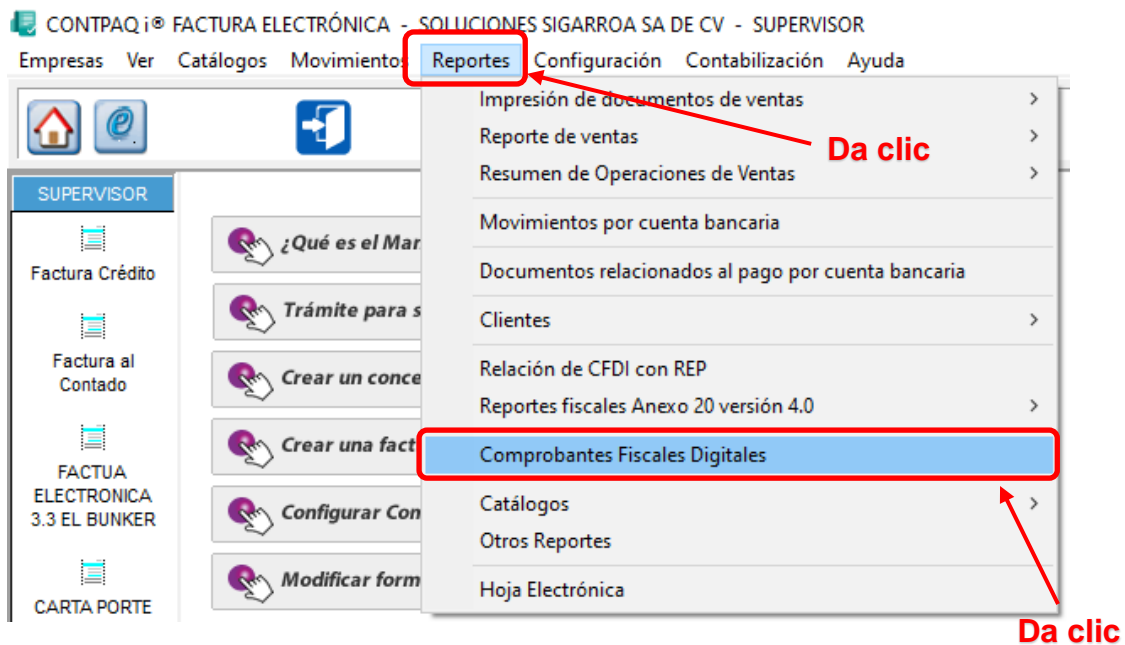 CONTPAQ i® FACTURA ELECTRÓNICA - SOLUCIONES SIGARROA SA DE CV - SUPERVISOR
Empresas Ver Catálogos Movimientos Reportes Configuración Contabilización Ayuda
Impresión de documentos de ventas
Reporte de ventas
Da clic
Resumen de Operaciones de Ventas
SUPERVISOR
Movimientos por cuenta bancaria
¿Qué es el Mar
Factura Crédito
Documentos relacionados al pago por cuenta bancaria
Trámite para s
Clientes
Factura al
Contado
Relación de CFDI con REP
Crear un conce
Reportes fiscales Anexo 20 versión 4.0
Crear una fact
Comprobantes Fiscales Digitales
FACTUA
ELECTRONICA
3.3 EL BUNKER
Catálogos
Configurar Con
Otros Reportes
Modificar form
Hoja Electrónica
CARTA PORTE
Da clic